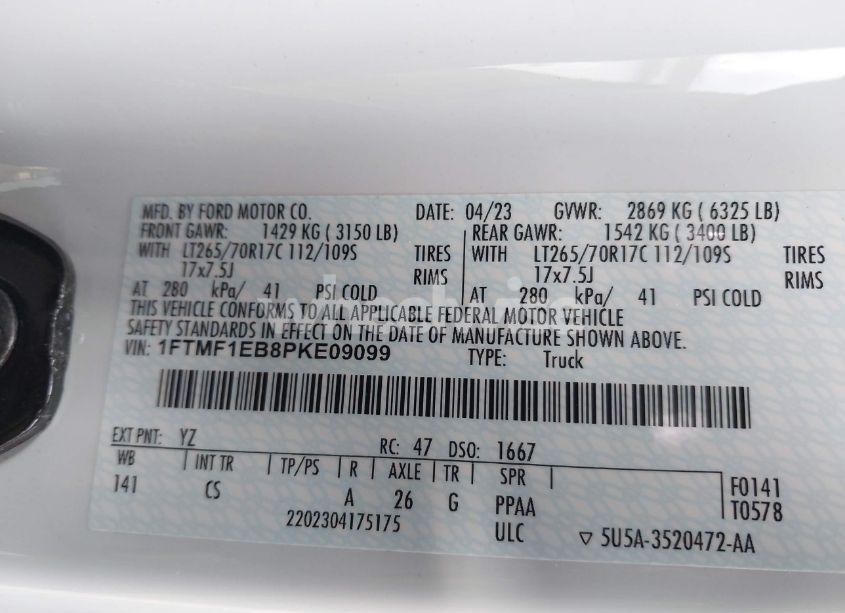 MFD. BY FORD MOTOR CO. DATE: 04/23 GVWR: 2869 KG ( 6325 LB)
FRONT GAWR: 1429 KG ( 3150 LB) REAR GAWR: 1542 KG ( 3400 LB)
WITH LT265/70R17C 112/109S TIRES WITH LT265/70R17C 112/109S TIRES
17x7.5J RIMS 17x7.5J RIMS
AT 280 kPa/ 41 PSI COLD AT 280 kPa/ 41 PSI COLD
THIS VEHICLE CONFORMS TO ALL APPLICABLE FEDERAL MOTOR VEHICLE
SAFETY STANDARDS IN EFFECT ON THE DATE OF MANUFACTURE SHOWN ABOVE.
VIN: 1FTMF1EB8PKE09099 TYPE: Truck
EXT PNT: YZ RC: 47 DSO: 1667
WB | INT TR | TP/PS | R | AXLE | TR | SPR | F0141
141 CS A 26 G PPAA T0578
2202304175175 ULC ▽ 5U5A-3520472-AA